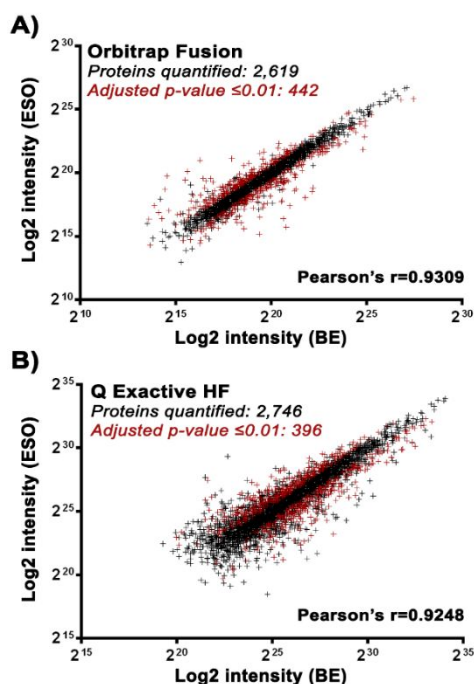 A)
Orbitrap Fusion
Proteins quantified: 2,619
Adjusted p-value ≤0.01: 442
2^30
2^25
2^20
2^15
2^10
Log2 intensity (ESO)
Pearson's r=0.9309
2^10 2^15 2^20 2^25 2^30
Log2 intensity (BE)
B)
Q Exactive HF
Proteins quantified: 2,746
Adjusted p-value ≤0.01: 396
2^35
2^30
2^25
2^20
2^15
Log2 intensity (ESO)
Pearson's r=0.9248
2^15 2^20 2^25 2^30 2^35
Log2 intensity (BE)